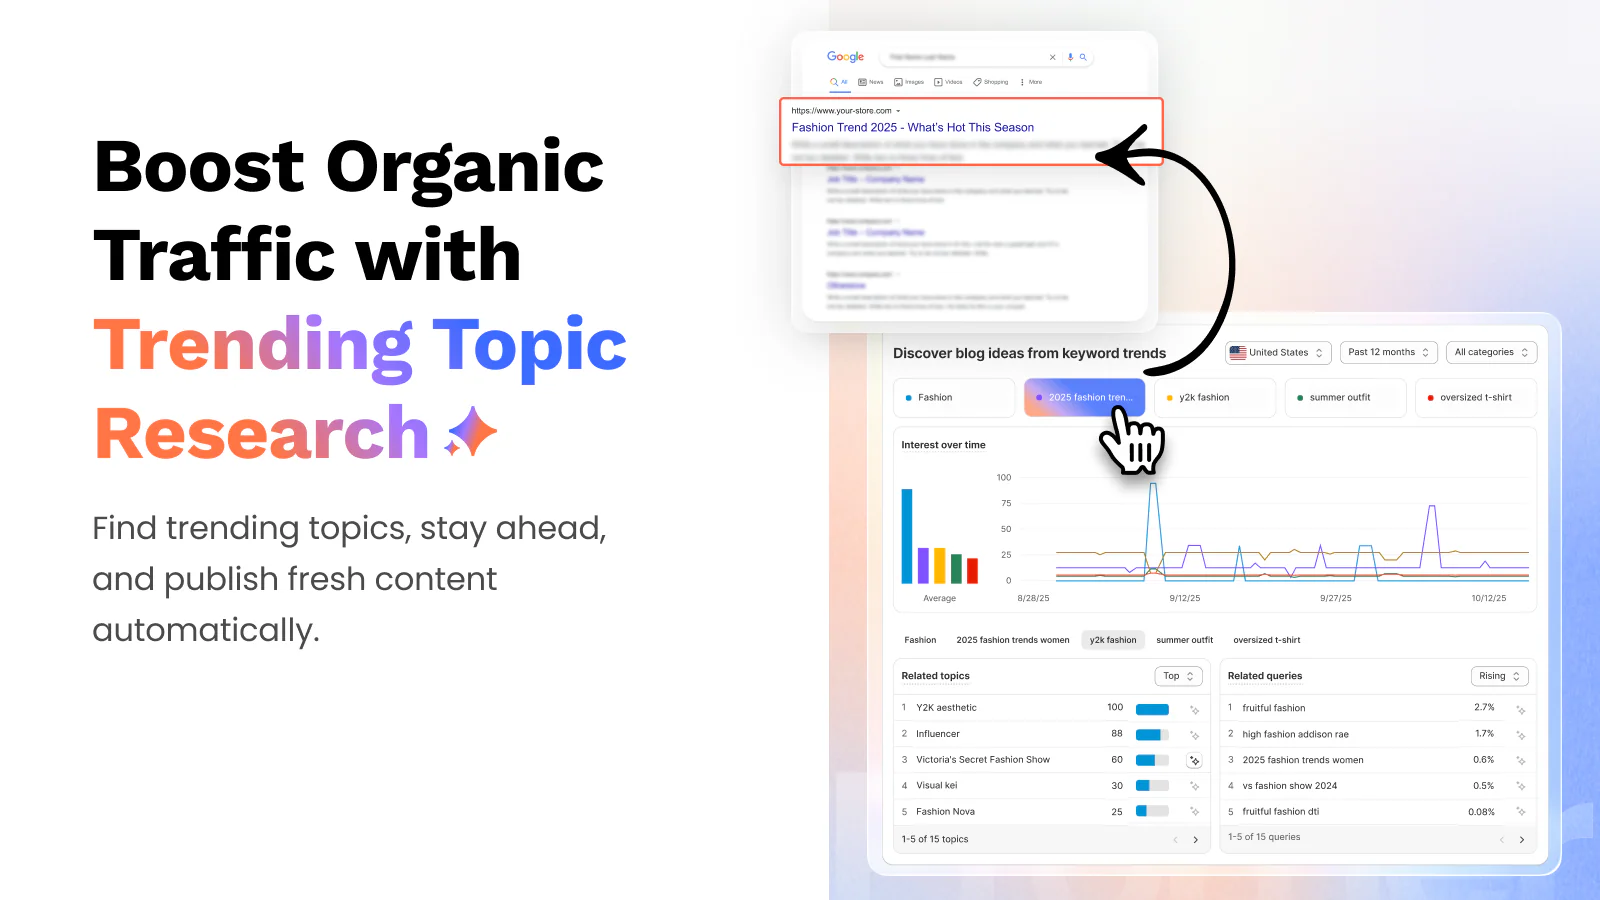 Boost Organic
Traffic with
Trending Topic
Research
Find trending topics, stay ahead,
and publish fresh content
automatically.
Google
All News Images Videos Shopping More
https://www.your-store.com
Fashion Trend 2025 - What's Hot This Season
Job Title – Company Name
Job Title – Company Name
Discover blog ideas from keyword trends
United States
Past 12 months
All categories
Fashion
2025 fashion tren...
y2k fashion
summer outfit
oversized t-shirt
Interest over time
100
75
50
25
0
Average
8/28/25
9/12/25
9/27/25
10/12/25
Fashion
2025 fashion trends women
y2k fashion
summer outfit
oversized t-shirt
Related topics
Top
1 Y2K aesthetic 100
2 Influencer 88
3 Victoria's Secret Fashion Show 60
4 Visual kei 30
5 Fashion Nova 25
1-5 of 15 topics
Related queries
Rising
1 fruitful fashion 2.7%
2 high fashion addison rae 1.7%
3 2025 fashion trends women 0.6%
4 vs fashion show 2024 0.5%
5 fruitful fashion dti 0.08%
1-5 of 15 queries